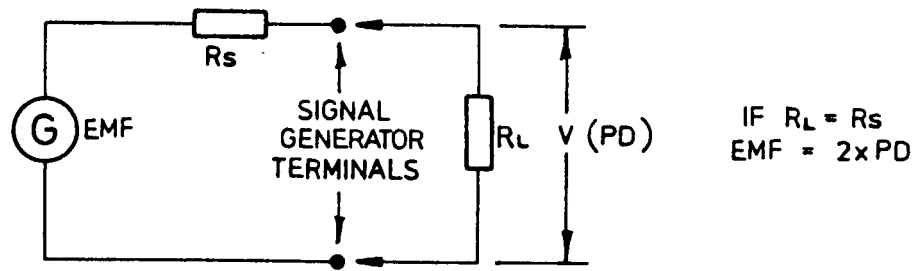 Rs
G EMF
SIGNAL
GENERATOR
TERMINALS
RL
V (PD)
IF RL = Rs
EMF = 2xPD